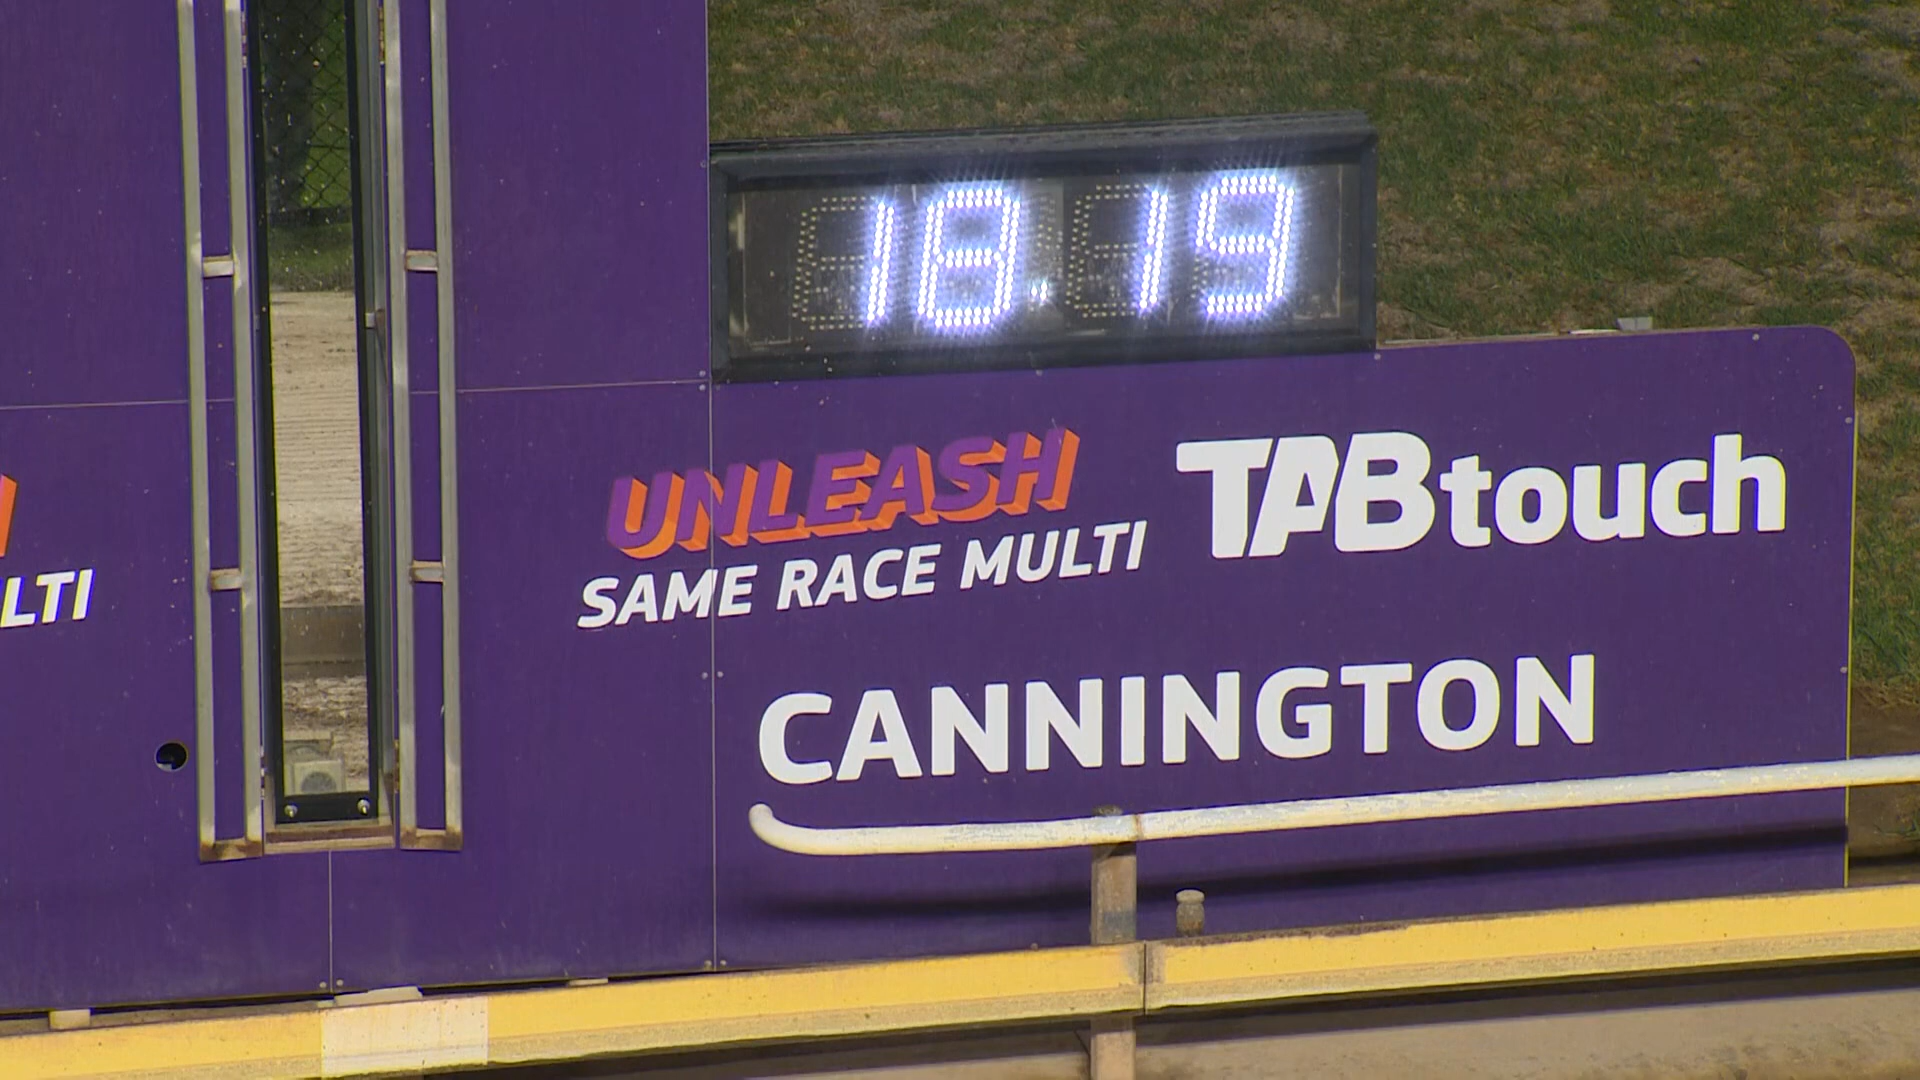 18.19
UNLEASH
SAME RACE MULTI
TABtouch
CANNINGTON
LTI